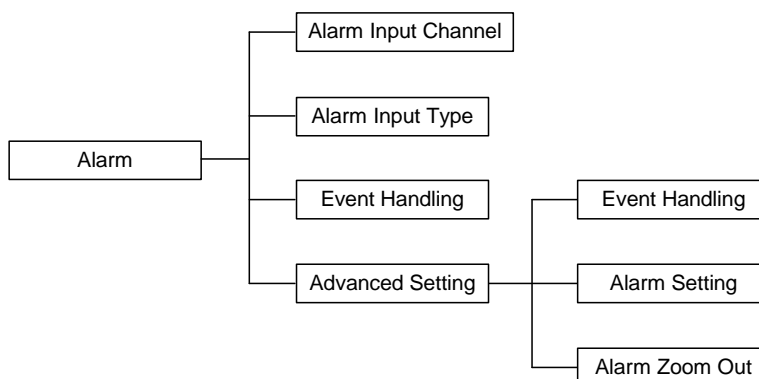 Alarm
Alarm Input Channel
Alarm Input Type
Event Handling
Advanced Setting
Event Handling
Alarm Setting
Alarm Zoom Out